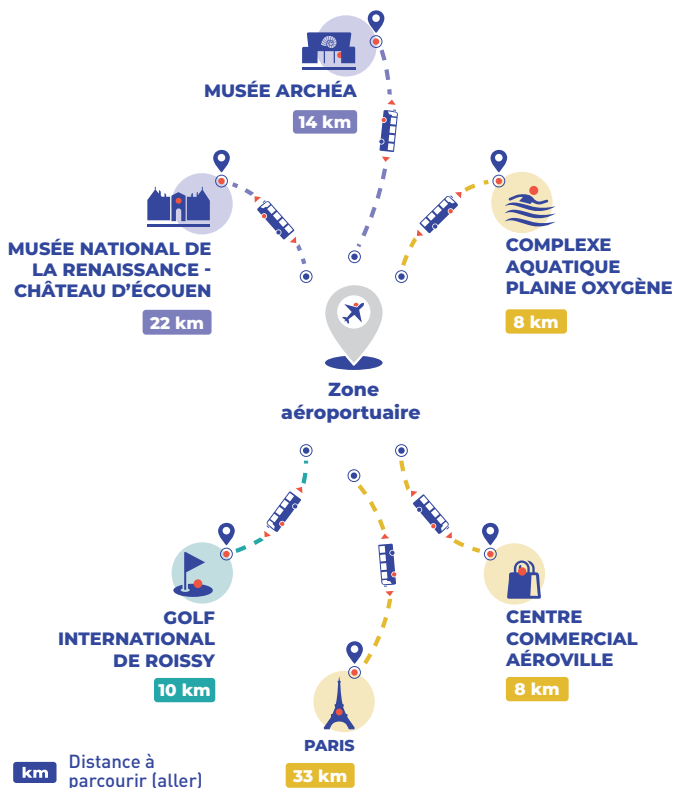 MUSÉE ARCHÉA
14 km
MUSÉE NATIONAL DE
LA RENAISSANCE -
CHÂTEAU D'ÉCOUEN
22 km
COMPLEXE
AQUATIQUE
PLAINE OXYGÈNE
8 km
Zone
aéroportuaire
GOLF
INTERNATIONAL
DE ROISSY
10 km
CENTRE
COMMERCIAL
AÉROVILLE
8 km
PARIS
33 km
km Distance à
parcourir (aller)